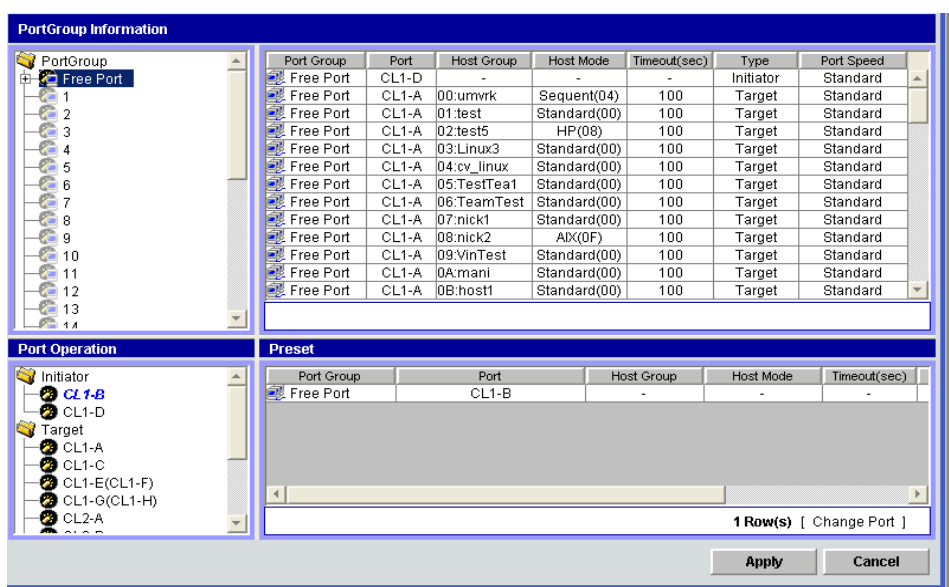 PortGroup Information
PortGroup
Free Port
1
2
3
4
5
6
7
8
9
10
11
12
13
14
Port Group Port Host Group Host Mode Timeout(sec) Type Port Speed
Free Port CL1-D - - - Initiator Standard
Free Port CL1-A 00:umvrk Sequent(04) 100 Target Standard
Free Port CL1-A 01:test Standard(00) 100 Target Standard
Free Port CL1-A 02:test5 HP(08) 100 Target Standard
Free Port CL1-A 03:Linux3 Standard(00) 100 Target Standard
Free Port CL1-A 04:cv_linux Standard(00) 100 Target Standard
Free Port CL1-A 05:TestTea1 Standard(00) 100 Target Standard
Free Port CL1-A 06:TeamTest Standard(00) 100 Target Standard
Free Port CL1-A 07:nick1 Standard(00) 100 Target Standard
Free Port CL1-A 08:nick2 AIX(0F) 100 Target Standard
Free Port CL1-A 09:VinTest Standard(00) 100 Target Standard
Free Port CL1-A 0A:mani Standard(00) 100 Target Standard
Free Port CL1-A 0B:host1 Standard(00) 100 Target Standard
Port Operation
Initiator
CL1-B
CL1-D
Target
CL1-A
CL1-C
CL1-E(CL1-F)
CL1-G(CL1-H)
CL2-A
Preset
Port Group Port Host Group Host Mode Timeout(sec)
Free Port CL1-B - - -
1 Row(s) [ Change Port ]
Apply Cancel